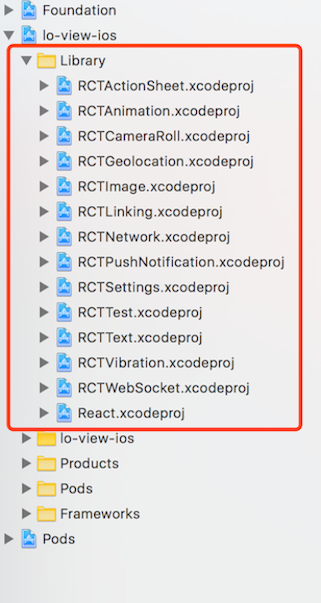 Foundation
lo-view-ios
Library
RCTActionSheet.xcodeproj
RCTAnimation.xcodeproj
RCTCameraRoll.xcodeproj
RCTGeolocation.xcodeproj
RCTImage.xcodeproj
RCTLinking.xcodeproj
RCTNetwork.xcodeproj
RCTPushNotification.xcodeproj
RCTSettings.xcodeproj
RCTTest.xcodeproj
RCTText.xcodeproj
RCTVibration.xcodeproj
RCTWebSocket.xcodeproj
React.xcodeproj
lo-view-ios
Products
Pods
Frameworks
Pods